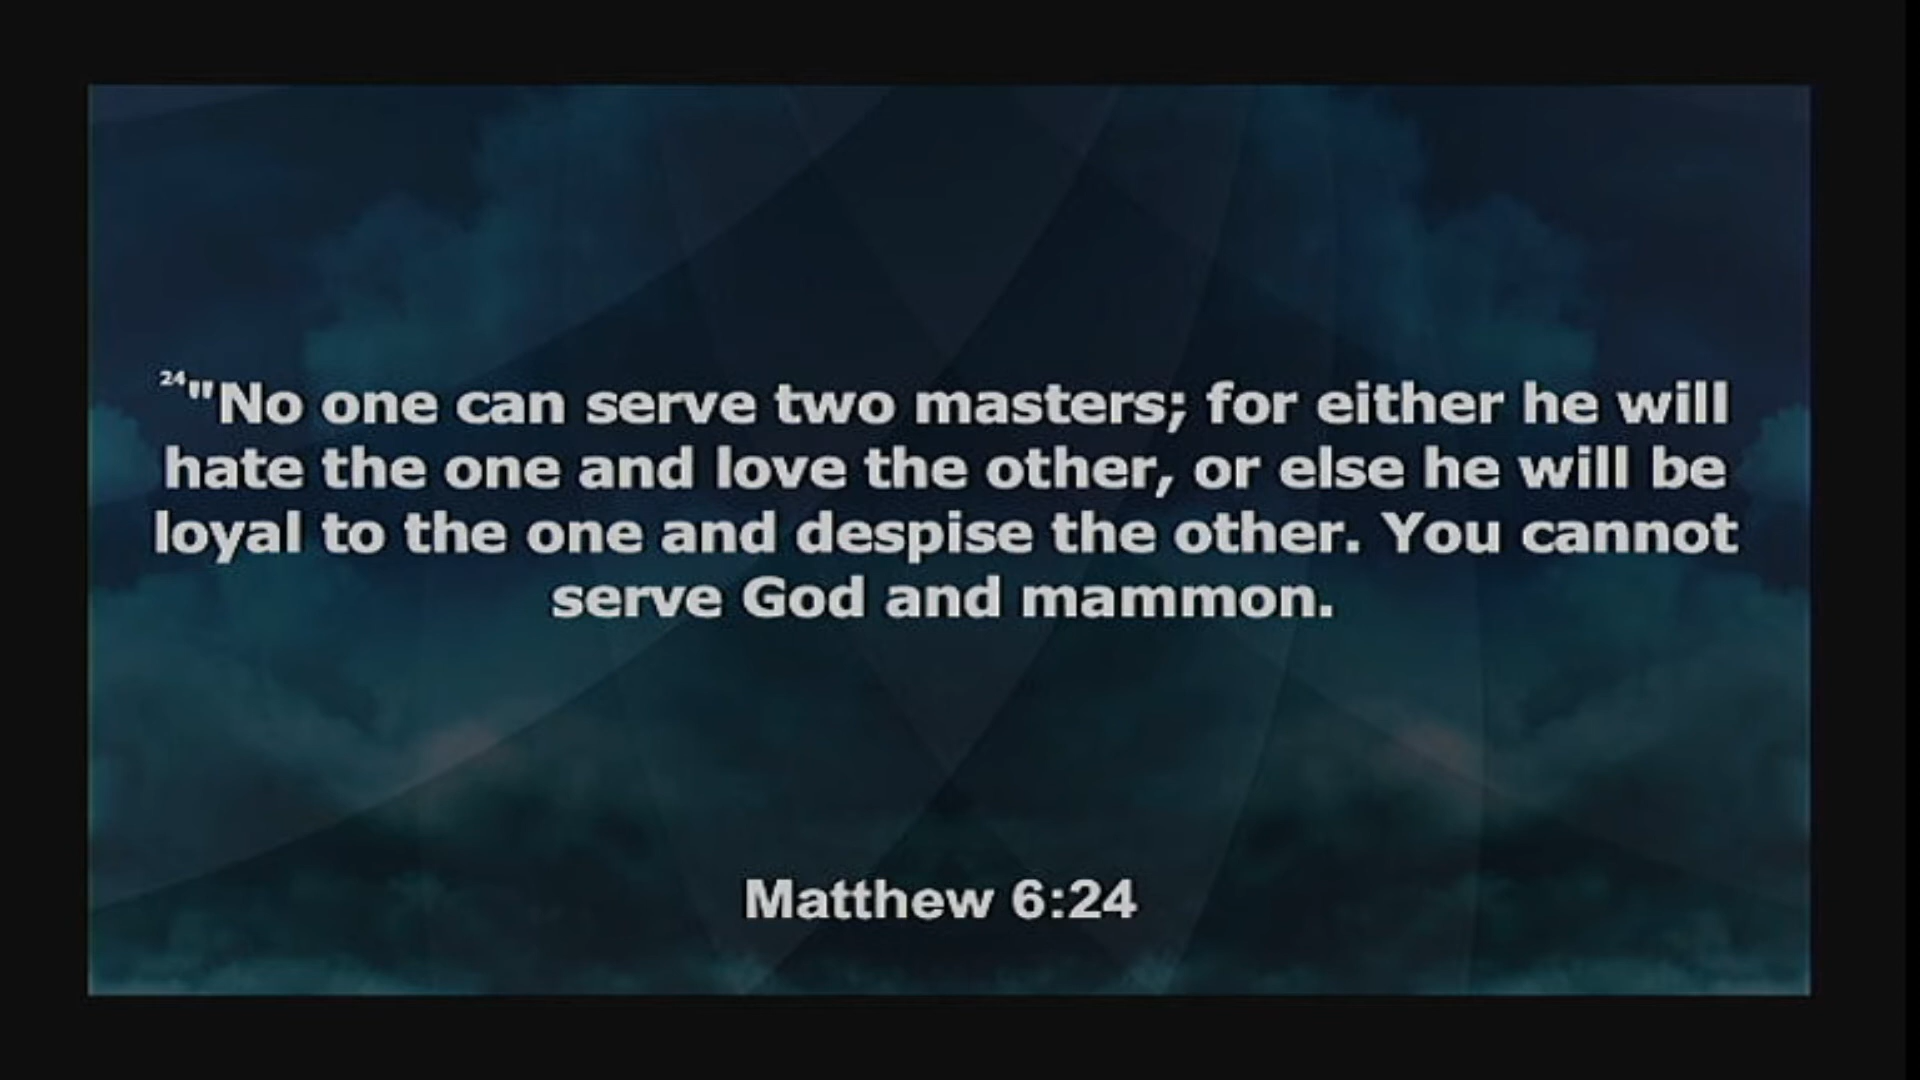 24"No one can serve two masters; for either he will
hate the one and love the other, or else he will be
loyal to the one and despise the other. You cannot
serve God and mammon.
Matthew 6:24